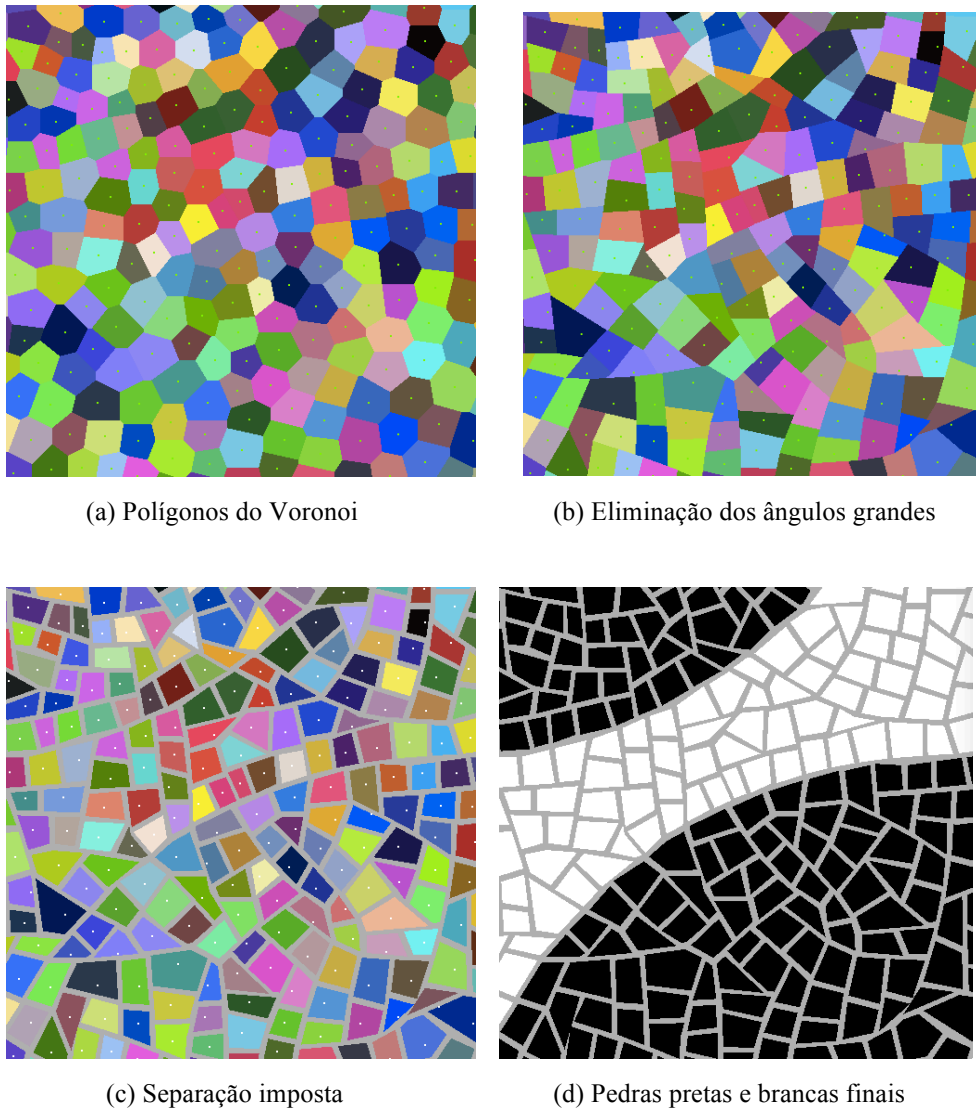 (a) Polígonos do Voronoi
(b) Eliminação dos ângulos grandes
(c) Separação imposta
(d) Pedras pretas e brancas finais